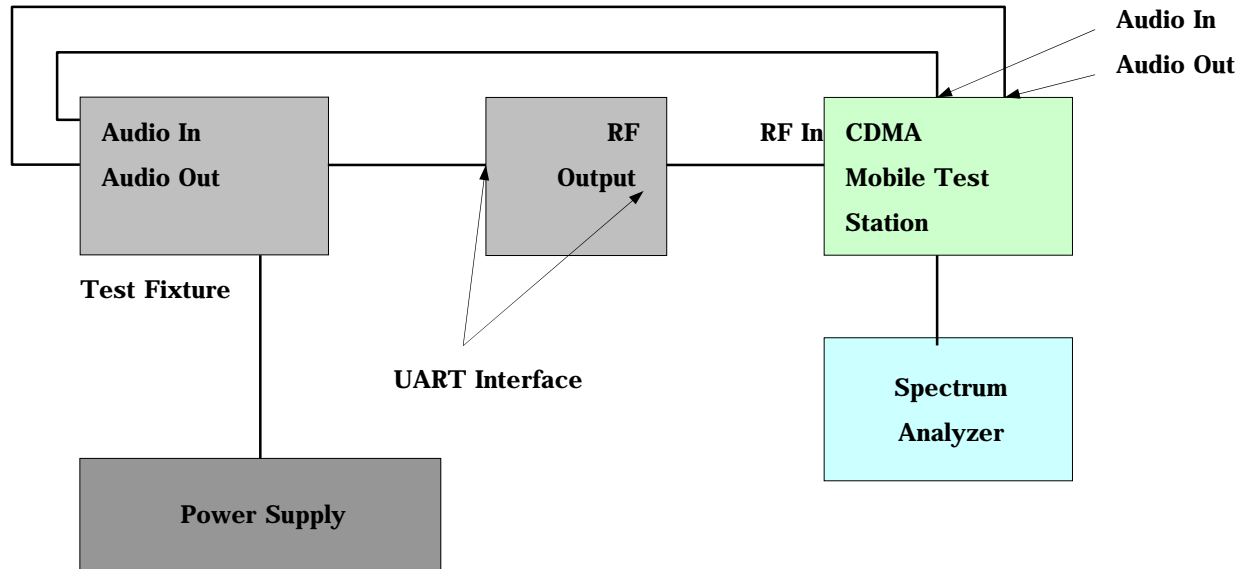 Audio In
Audio Out
Audio In
Audio Out
RF
Output
RF In
CDMA
Mobile Test
Station
Test Fixture
UART Interface
Spectrum
Analyzer
Power Supply